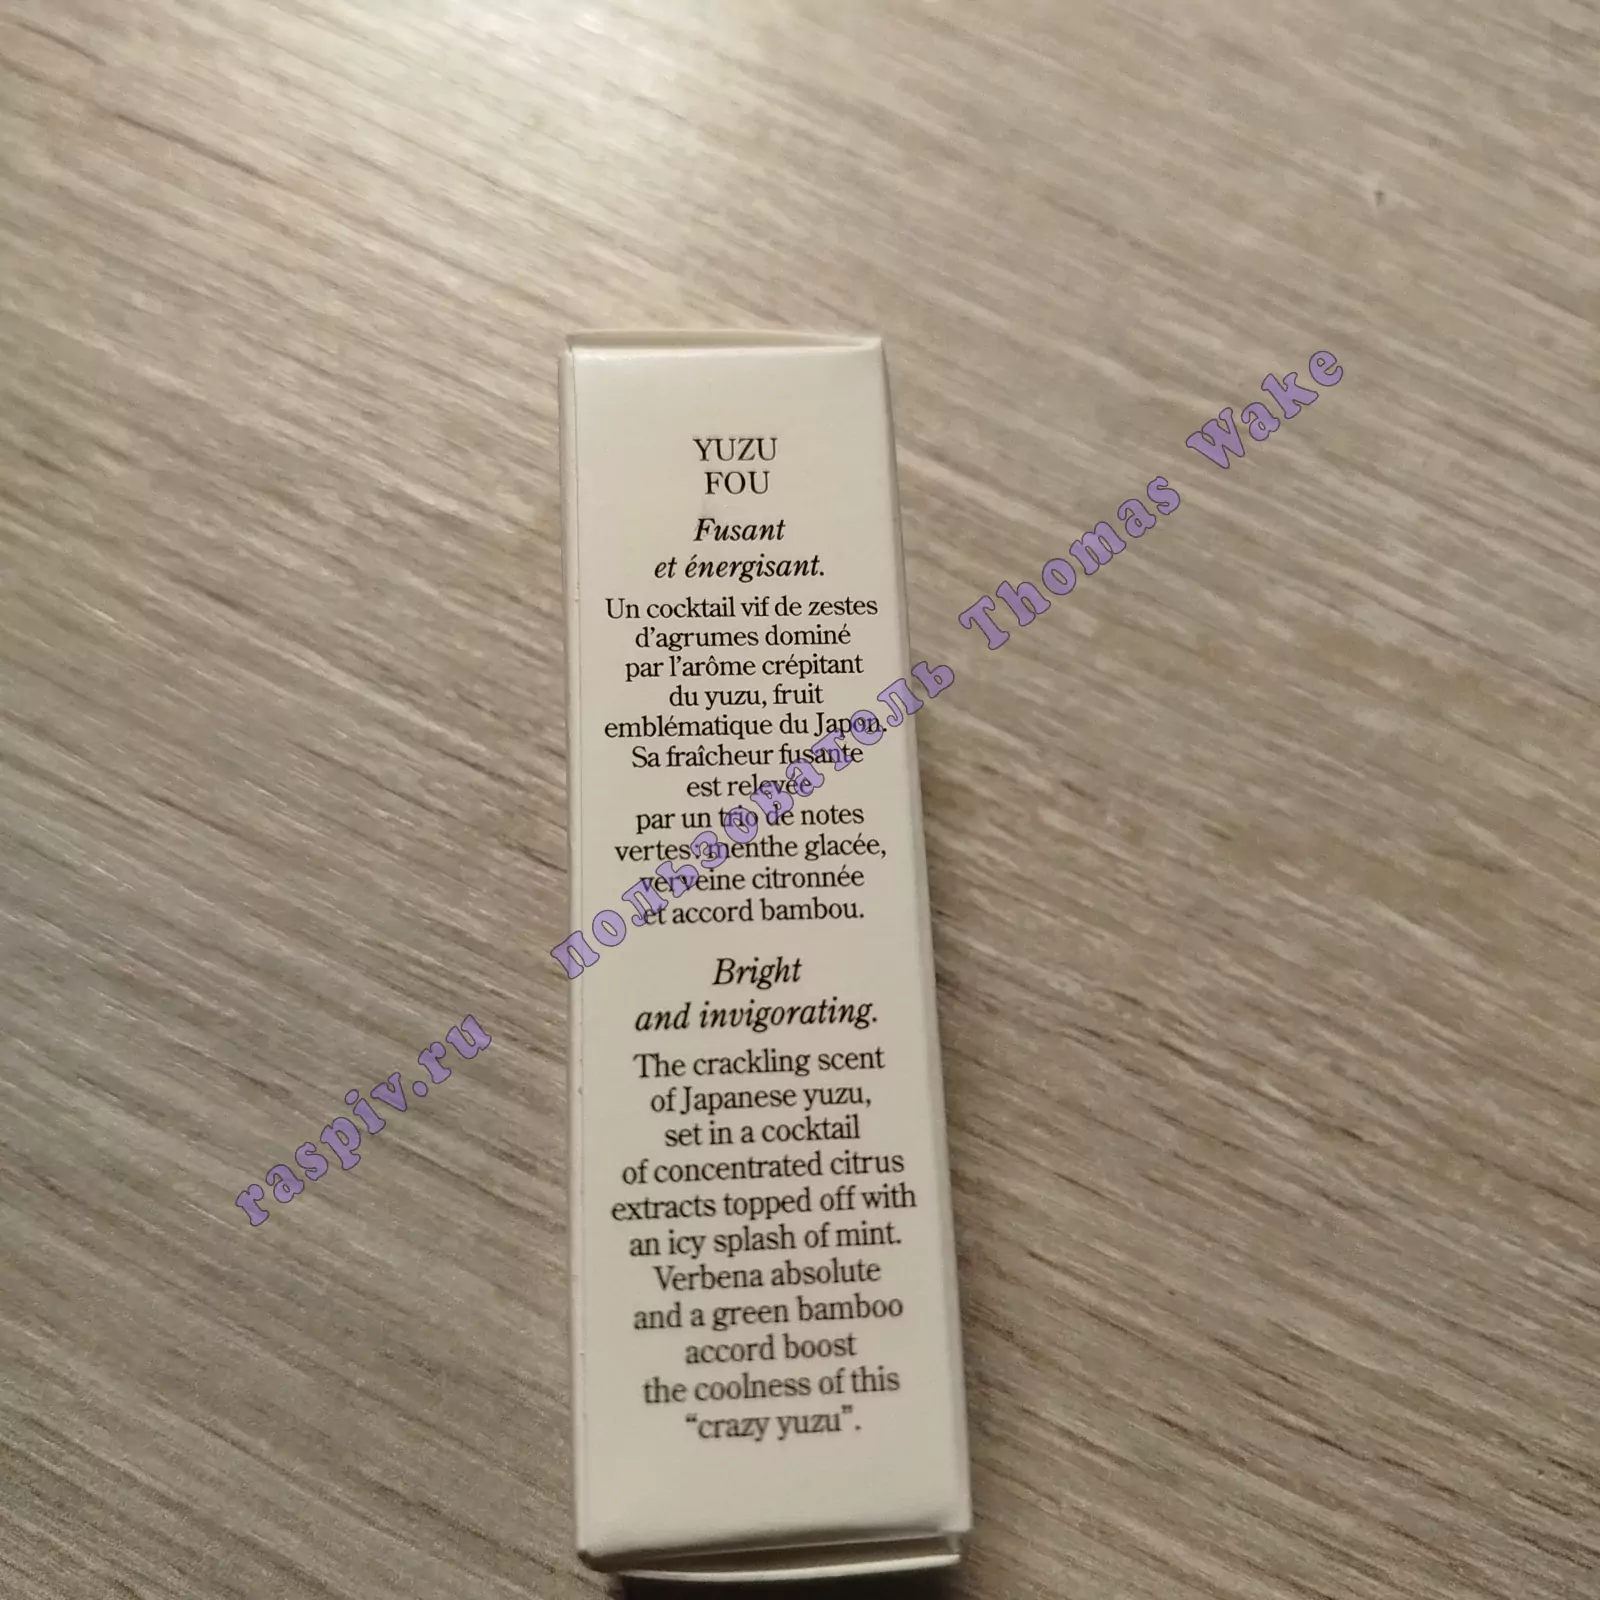 YUZU
FOU
Fusant
et énergisant.
Un cocktail vif de zestes
d'agrumes dominé
par l'arôme crépitant
du yuzu, fruit
emblématique du Japon.
Sa fraîcheur fusante
est relevée
par un trio de notes
vertes: menthe glacée,
verveine citronnée
et accord bambou.
Bright
and invigorating.
The crackling scent
of Japanese yuzu,
set in a cocktail
of concentrated citrus
extracts topped off with
an icy splash of mint.
Verbena absolute
and a green bamboo
accord boost
the coolness of this
“crazy yuzu”.
raspiv.ru пользователь Thomas Wake